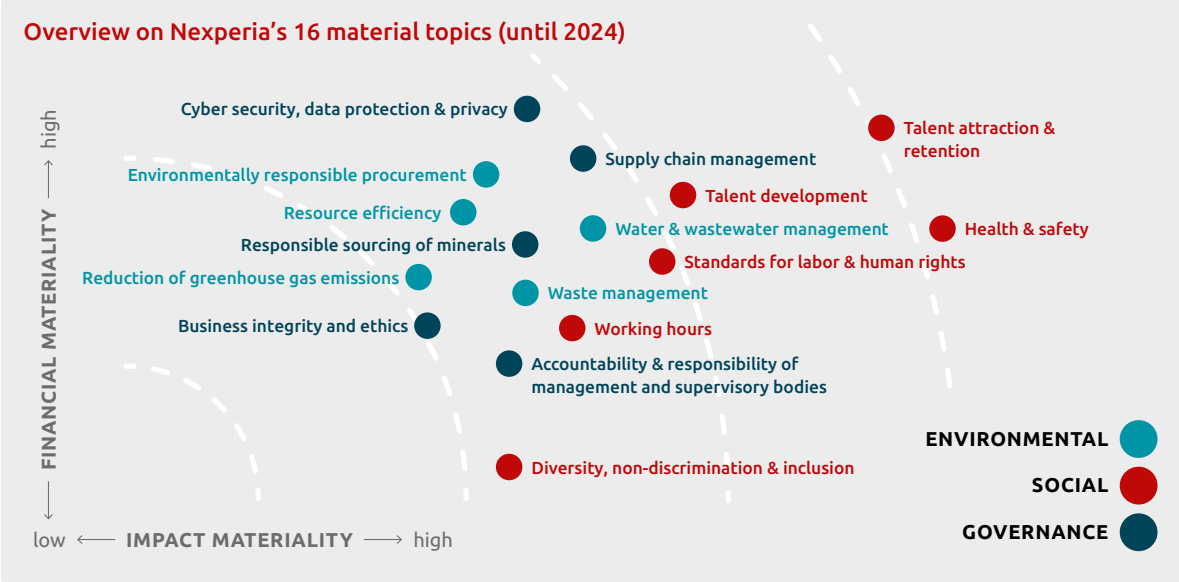 Overview on Nexperia's 16 material topics (until 2024)
high
FINANCIAL MATERIALITY
Cyber security, data protection & privacy
Talent attraction &
retention
Supply chain management
Environmentally responsible procurement
Talent development
Resource efficiency
Water & wastewater management
Health & safety
Responsible sourcing of minerals
Standards for labor & human rights
Reduction of greenhouse gas emissions
Waste management
Business integrity and ethics
Working hours
Accountability & responsibility of
management and supervisory bodies
Diversity, non-discrimination & inclusion
ENVIRONMENTAL
SOCIAL
GOVERNANCE
low IMPACT MATERIALITY high